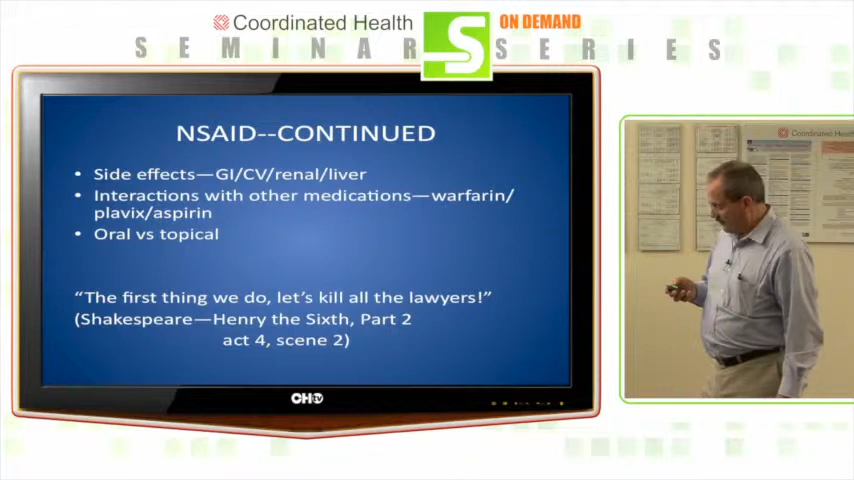 Coordinated Health
ON DEMAND
SEMINAR SERIES
NSAID--CONTINUED
• Side effects—GI/CV/renal/liver
• Interactions with other medications—warfarin/
plavix/aspirin
• Oral vs topical
“The first thing we do, let’s kill all the lawyers!”
(Shakespeare—Henry the Sixth, Part 2
act 4, scene 2)
CHTV
Coordinated Health